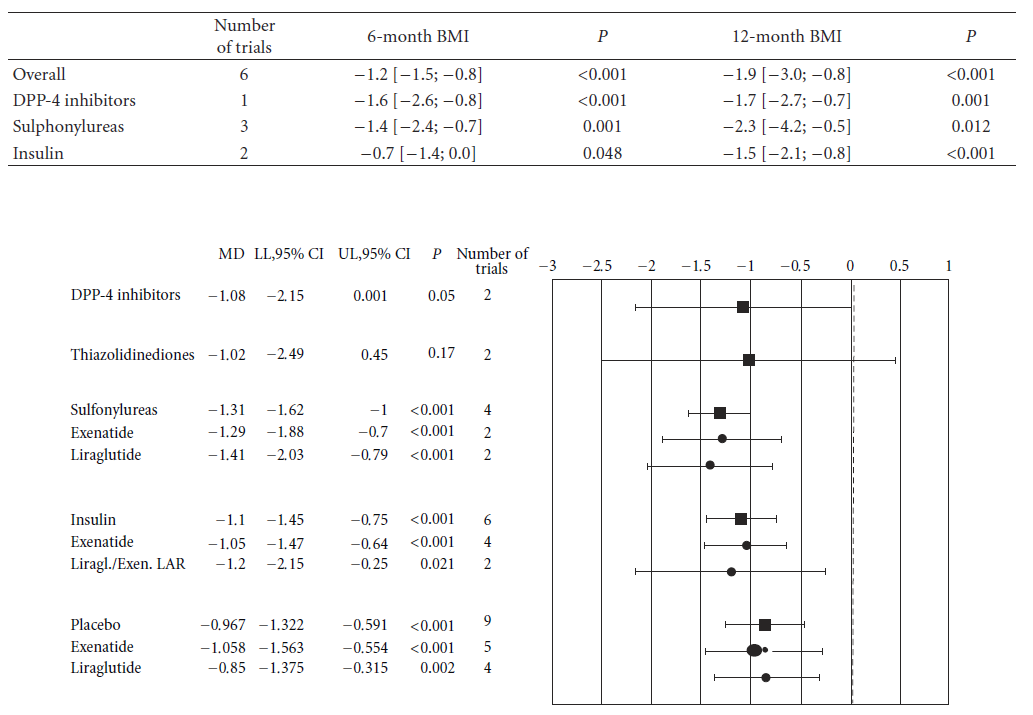 Number of trials 6-month BMI P 12-month BMI P
Overall 6 −1.2 [−1.5; −0.8] <0.001 −1.9 [−3.0; −0.8] <0.001
DPP-4 inhibitors 1 −1.6 [−2.6; −0.8] <0.001 −1.7 [−2.7; −0.7] 0.001
Sulphonylureas 3 −1.4 [−2.4; −0.7] 0.001 −2.3 [−4.2; −0.5] 0.012
Insulin 2 −0.7 [−1.4; 0.0] 0.048 −1.5 [−2.1; −0.8] <0.001
MD LL,95% CI UL,95% CI P Number of trials
−3 −2.5 −2 −1.5 −1 −0.5 0 0.5 1
DPP-4 inhibitors −1.08 −2.15 0.001 0.05 2
Thiazolidinediones −1.02 −2.49 0.45 0.17 2
Sulfonylureas −1.31 −1.62 −1 <0.001 4
Exenatide −1.29 −1.88 −0.7 <0.001 2
Liraglutide −1.41 −2.03 −0.79 <0.001 2
Insulin −1.1 −1.45 −0.75 <0.001 6
Exenatide −1.05 −1.47 −0.64 <0.001 4
Liragl./Exen. LAR −1.2 −2.15 −0.25 0.021 2
Placebo −0.967 −1.322 −0.591 <0.001 9
Exenatide −1.058 −1.563 −0.554 <0.001 5
Liraglutide −0.85 −1.375 −0.315 0.002 4